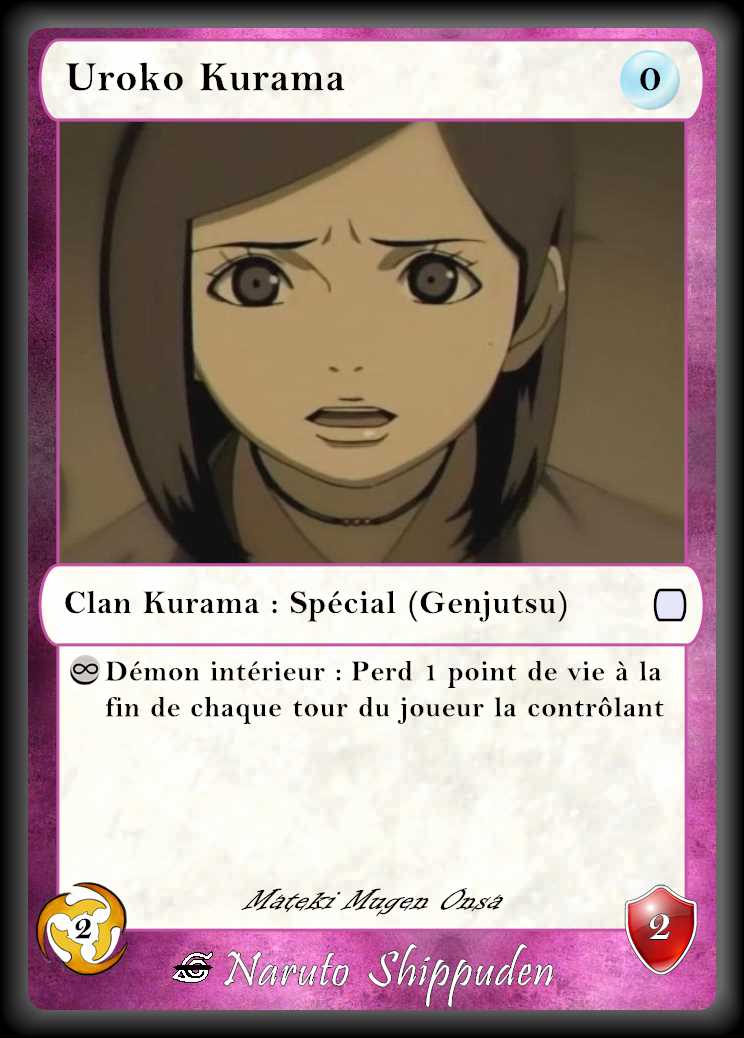 Uroko Kurama
0
Clan Kurama : Spécial (Genjutsu)
∞ Démon intérieur : Perd 1 point de vie à la
fin de chaque tour du joueur la contrôlant
Mateki Mugen Onsa
2
2
Naruto Shippuden